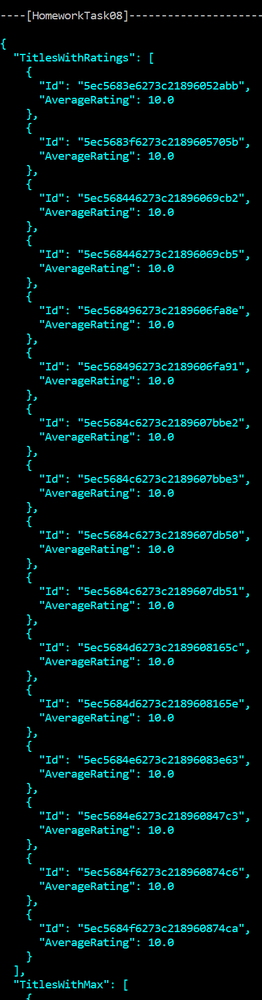 ----[HomeworkTask08]---------------------
{
  "TitlesWithRatings": [
    {
      "Id": "5ec5683e6273c21896052abb",
      "AverageRating": 10.0
    },
    {
      "Id": "5ec5683f6273c2189605705b",
      "AverageRating": 10.0
    },
    {
      "Id": "5ec568446273c21896069cb2",
      "AverageRating": 10.0
    },
    {
      "Id": "5ec568446273c21896069cb5",
      "AverageRating": 10.0
    },
    {
      "Id": "5ec568496273c2189606fa8e",
      "AverageRating": 10.0
    },
    {
      "Id": "5ec568496273c2189606fa91",
      "AverageRating": 10.0
    },
    {
      "Id": "5ec5684c6273c2189607bbe2",
      "AverageRating": 10.0
    },
    {
      "Id": "5ec5684c6273c2189607bbe3",
      "AverageRating": 10.0
    },
    {
      "Id": "5ec5684c6273c2189607db50",
      "AverageRating": 10.0
    },
    {
      "Id": "5ec5684c6273c2189607db51",
      "AverageRating": 10.0
    },
    {
      "Id": "5ec5684d6273c2189608165c",
      "AverageRating": 10.0
    },
    {
      "Id": "5ec5684d6273c2189608165e",
      "AverageRating": 10.0
    },
    {
      "Id": "5ec5684e6273c21896083e63",
      "AverageRating": 10.0
    },
    {
      "Id": "5ec5684e6273c218960847c3",
      "AverageRating": 10.0
    },
    {
      "Id": "5ec5684f6273c218960874c6",
      "AverageRating": 10.0
    },
    {
      "Id": "5ec5684f6273c218960874ca",
      "AverageRating": 10.0
    }
  ],
  "TitlesWithMax": [
    {